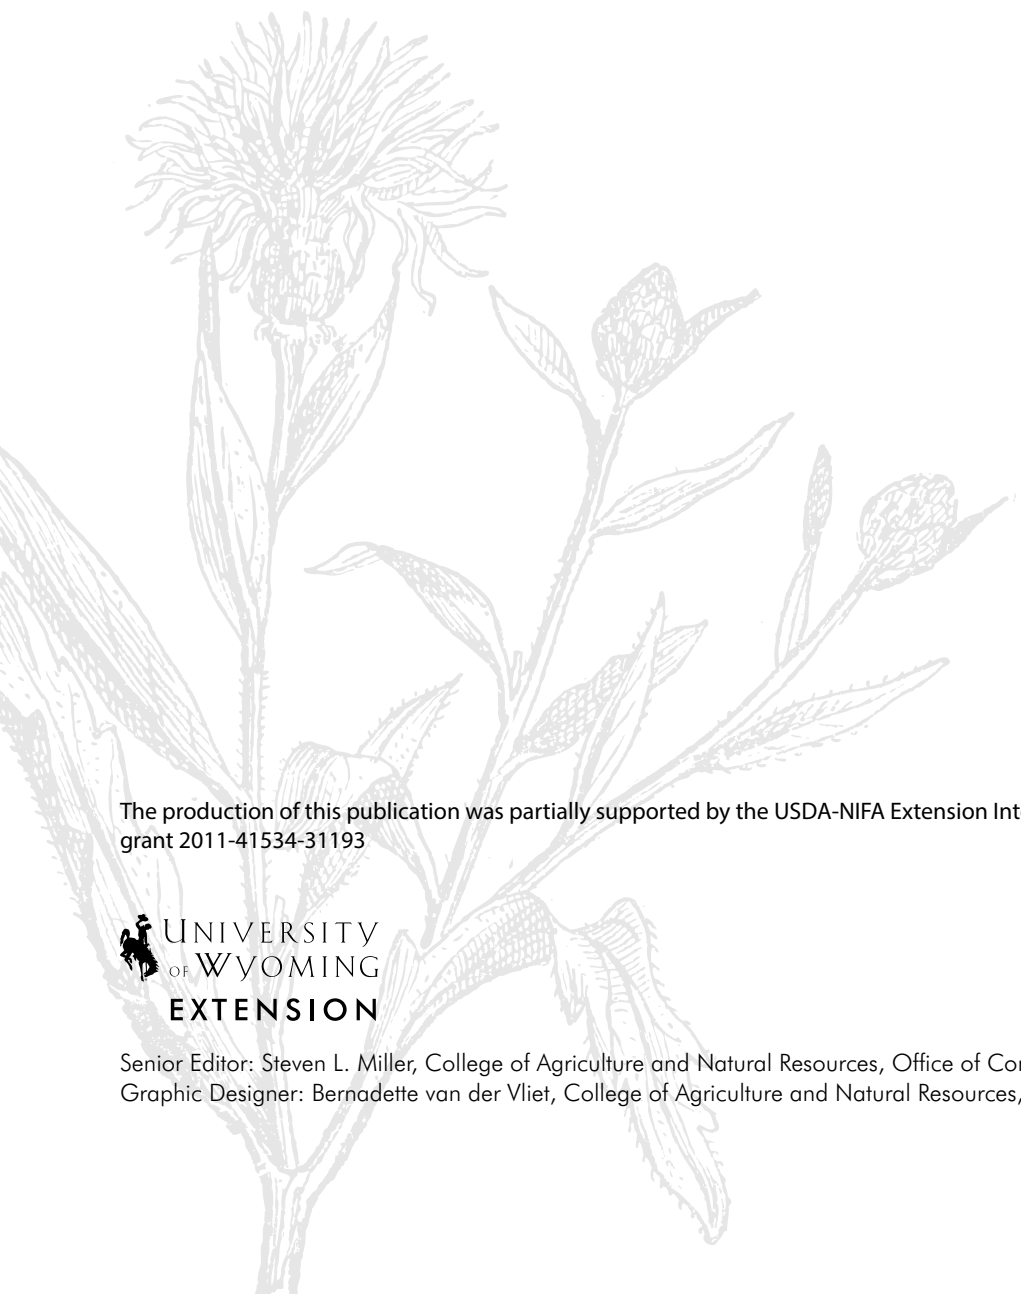 The production of this publication was partially supported by the USDA-NIFA Extension
grant 2011-41534-31193
UNIVERSITY
OF WYOMING
EXTENSION
Senior Editor: Steven L. Miller, College of Agriculture and Natural Resources, Office of
Graphic Designer: Bernadette van der Vliet, College of Agriculture and Natural Resources,